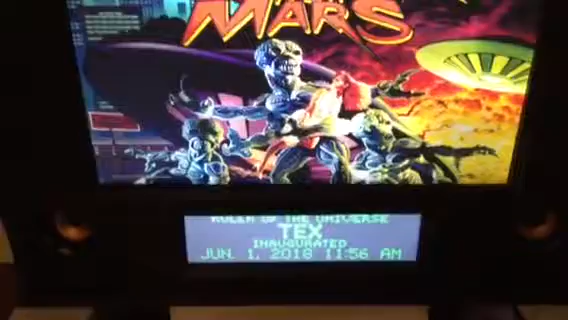 MARS
RULER OF THE UNIVERSE
TEX
INAUGURATED
JUN. 1, 2018 11:56 AM